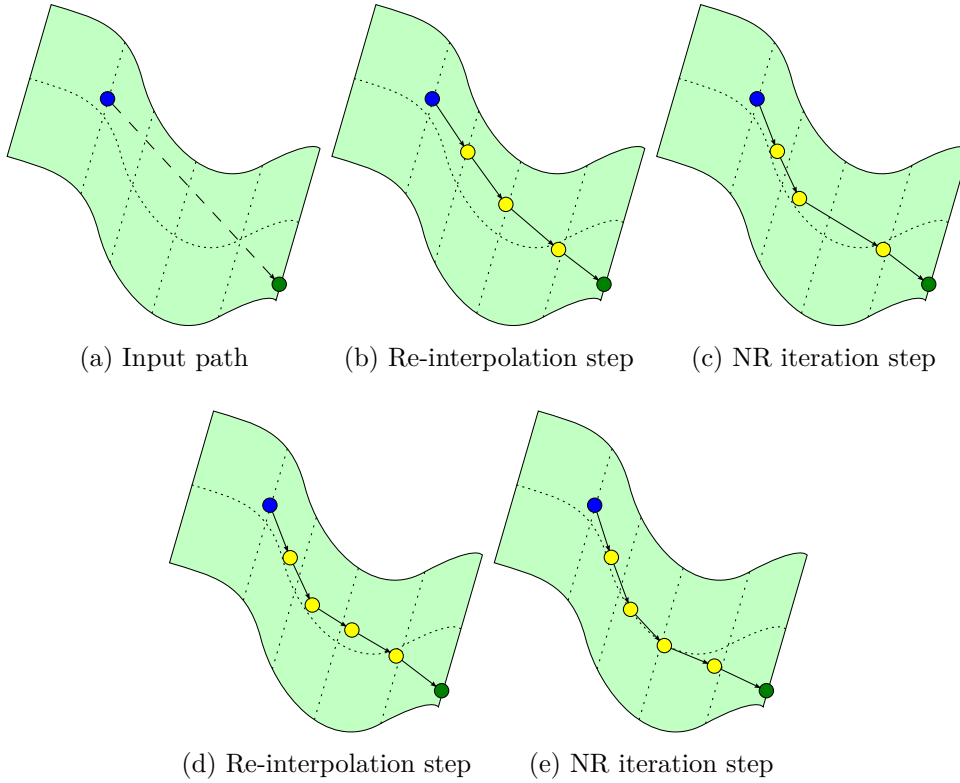 (a) Input path
(b) Re-interpolation step
(c) NR iteration step
(d) Re-interpolation step
(e) NR iteration step